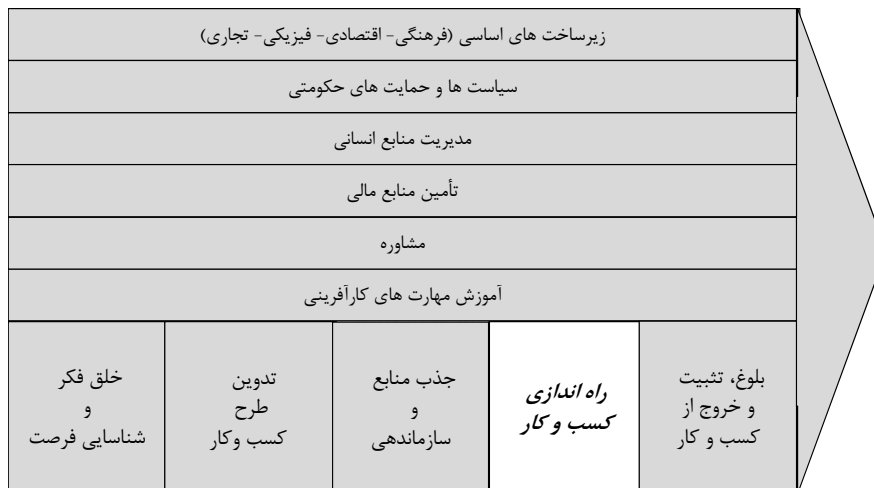 زیرساخت های اساسی (فرهنگی- اقتصادی- فیزیکی- تجاری)
سیاست ها و حمایت های حکومتی
مدیریت منابع انسانی
تأمین منابع مالی
مشاوره
آموزش مهارت های کارآفرینی
خلق فکر
و
شناسایی فرصت
تدوین
طرح
کسب وکار
جذب منابع
و
سازماندهی
راه اندازی
کسب و کار
بلوغ، تثبیت
و خروج از
کسب و کار